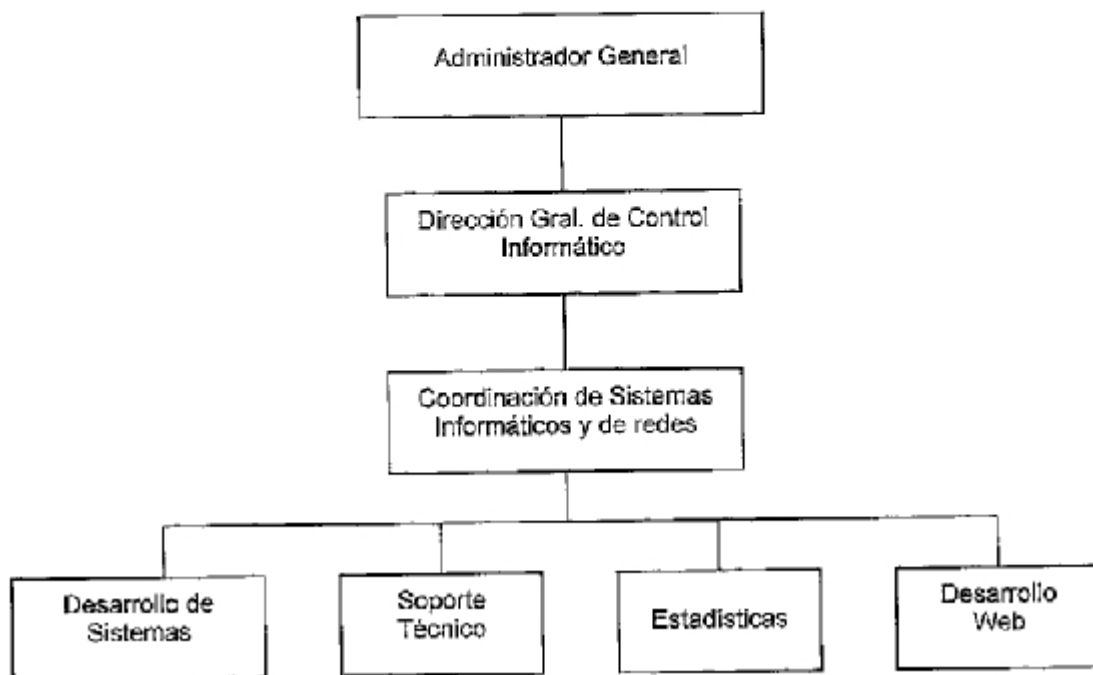 Administrador General
Dirección Gral. de Control
Informático
Coordinación de Sistemas
Informáticos y de redes
Desarrollo de
Sistemas
Soporte
Técnico
Estadísticas
Desarrollo
Web